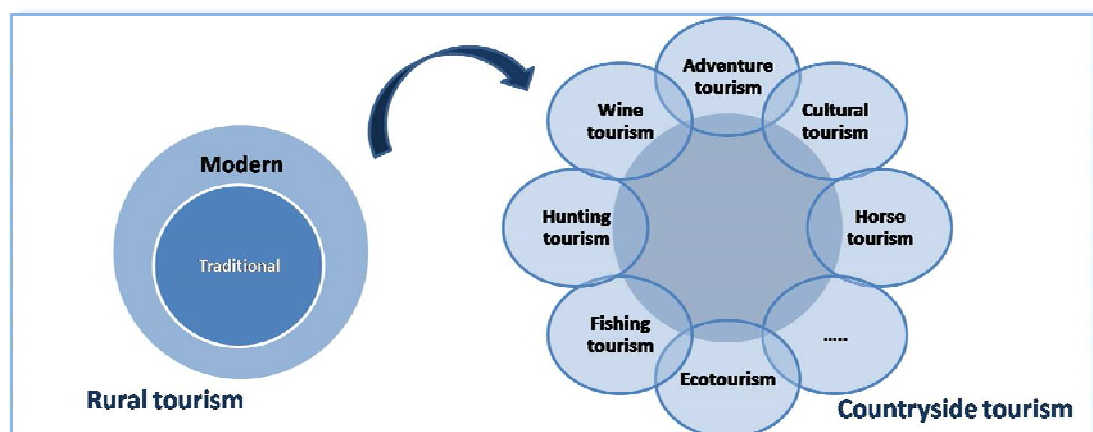 Modern
Traditional
Rural tourism
Adventure
tourism
Wine
tourism
Cultural
tourism
Hunting
tourism
Horse
tourism
Fishing
tourism
.....
Ecotourism
Countryside tourism